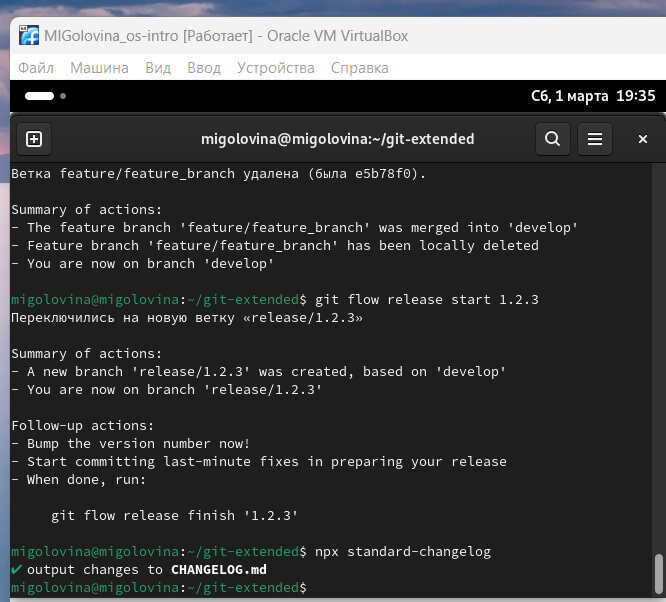 MIGolovina_os-intro [Работает] - Oracle VM VirtualBox
Файл Машина Вид Ввод Устройства Справка
Сб, 1 марта 19:35
migolovina@migolovina:~/git-extended
Ветка feature/feature_branch удалена (была e5b78f0).
Summary of actions:
- The feature branch 'feature/feature_branch' was merged into 'develop'
- Feature branch 'feature/feature_branch' has been locally deleted
- You are now on branch 'develop'
migolovina@migolovina:~/git-extended$ git flow release start 1.2.3
Переключились на новую ветку «release/1.2.3»
Summary of actions:
- A new branch 'release/1.2.3' was created, based on 'develop'
- You are now on branch 'release/1.2.3'
Follow-up actions:
- Bump the version number now!
- Start committing last-minute fixes in preparing your release
- When done, run:
git flow release finish '1.2.3'
migolovina@migolovina:~/git-extended$ npx standard-changelog
✔ output changes to CHANGELOG.md
migolovina@migolovina:~/git-extended$